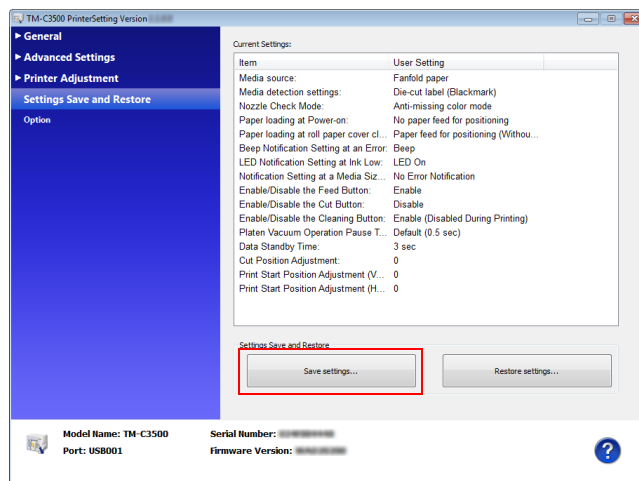 TM-C3500 PrinterSetting Version
General
Advanced Settings
Printer Adjustment
Settings Save and Restore
Option
Current Settings:
Item User Setting
Media source: Fanfold paper
Media detection settings: Die-cut label (Blackmark)
Nozzle Check Mode: Anti-missing color mode
Paper loading at Power-on: No paper feed for positioning
Paper loading at roll paper cover cl... Paper feed for positioning (Withou...
Beep Notification Setting at an Error: Beep
LED Notification Setting at Ink Low: LED On
Notification Setting at a Media Siz... No Error Notification
Enable/Disable the Feed Button: Enable
Enable/Disable the Cut Button: Disable
Enable/Disable the Cleaning Button: Enable (Disabled During Printing)
Platen Vacuum Operation Pause T... Default (0.5 sec)
Data Standby Time: 3 sec
Cut Position Adjustment: 0
Print Start Position Adjustment (V... 0
Print Start Position Adjustment (H... 0
Settings Save and Restore
Save settings... Restore settings...
Model Name: TM-C3500 Serial Number:
Port: USB001 Firmware Version:
?